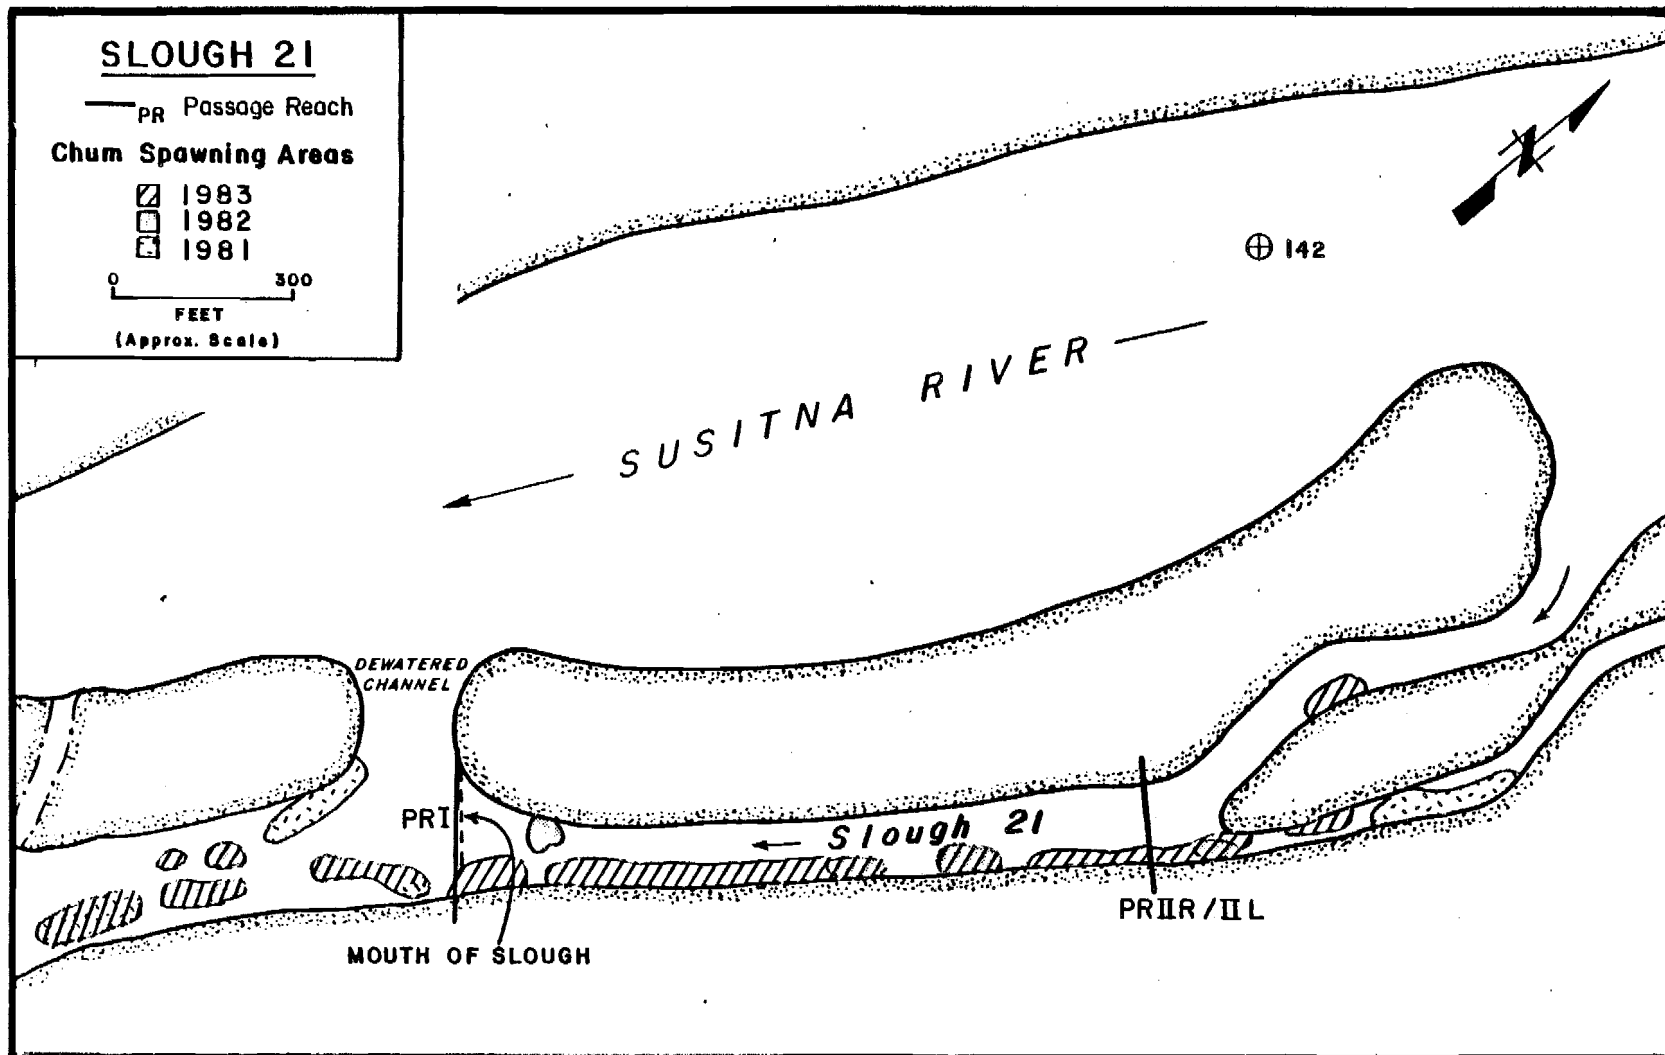 SLOUGH 21
PR Passage Reach
Chum Spawning Areas
1983
1982
1981
0 300
FEET
(Approx. Scale)
N
142
SUSITNA RIVER
DEWATERED
CHANNEL
PRI
Slough 21
PRIIR/IIL
MOUTH OF SLOUGH